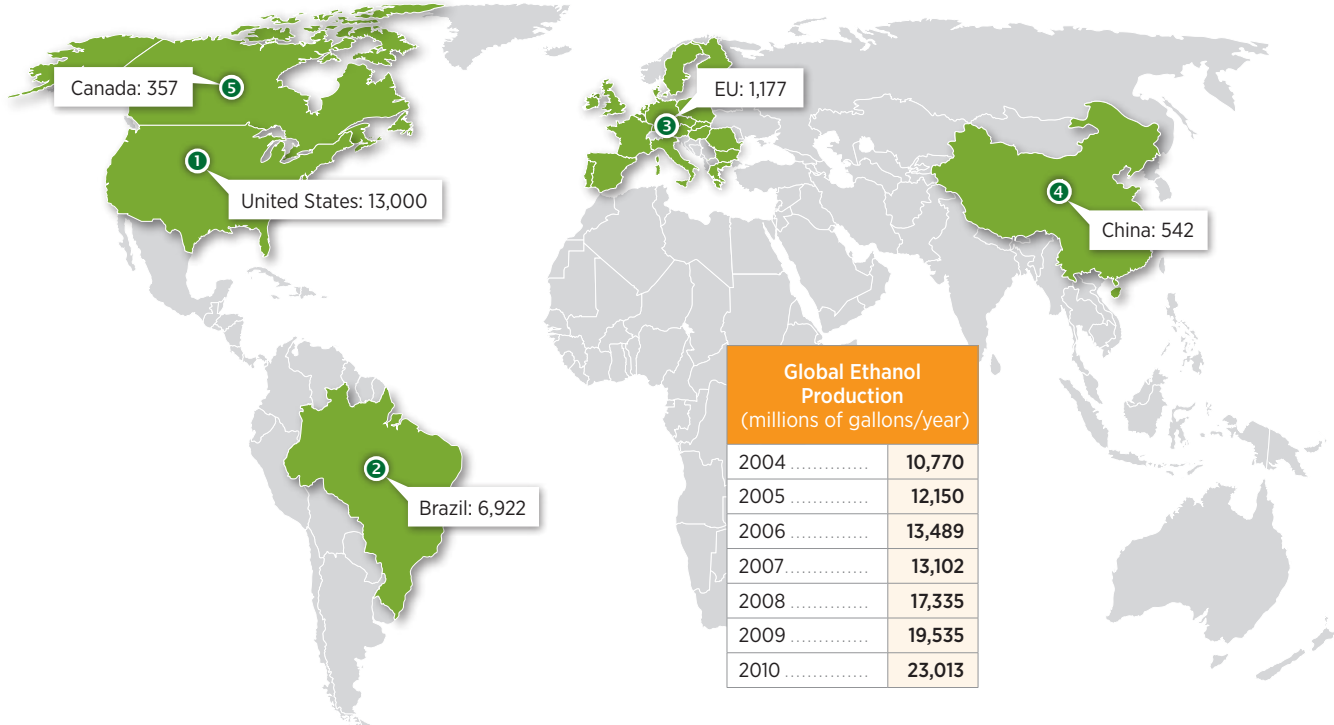 Canada: 357
5
EU: 1,177
3
1
United States: 13,000
4
China: 542
2
Brazil: 6,922
Global Ethanol
Production
(millions of gallons/year)
2004 ............. 10,770
2005 ............. 12,150
2006 ............. 13,489
2007.............. 13,102
2008 ............. 17,335
2009 ............. 19,535
2010 .............. 23,013